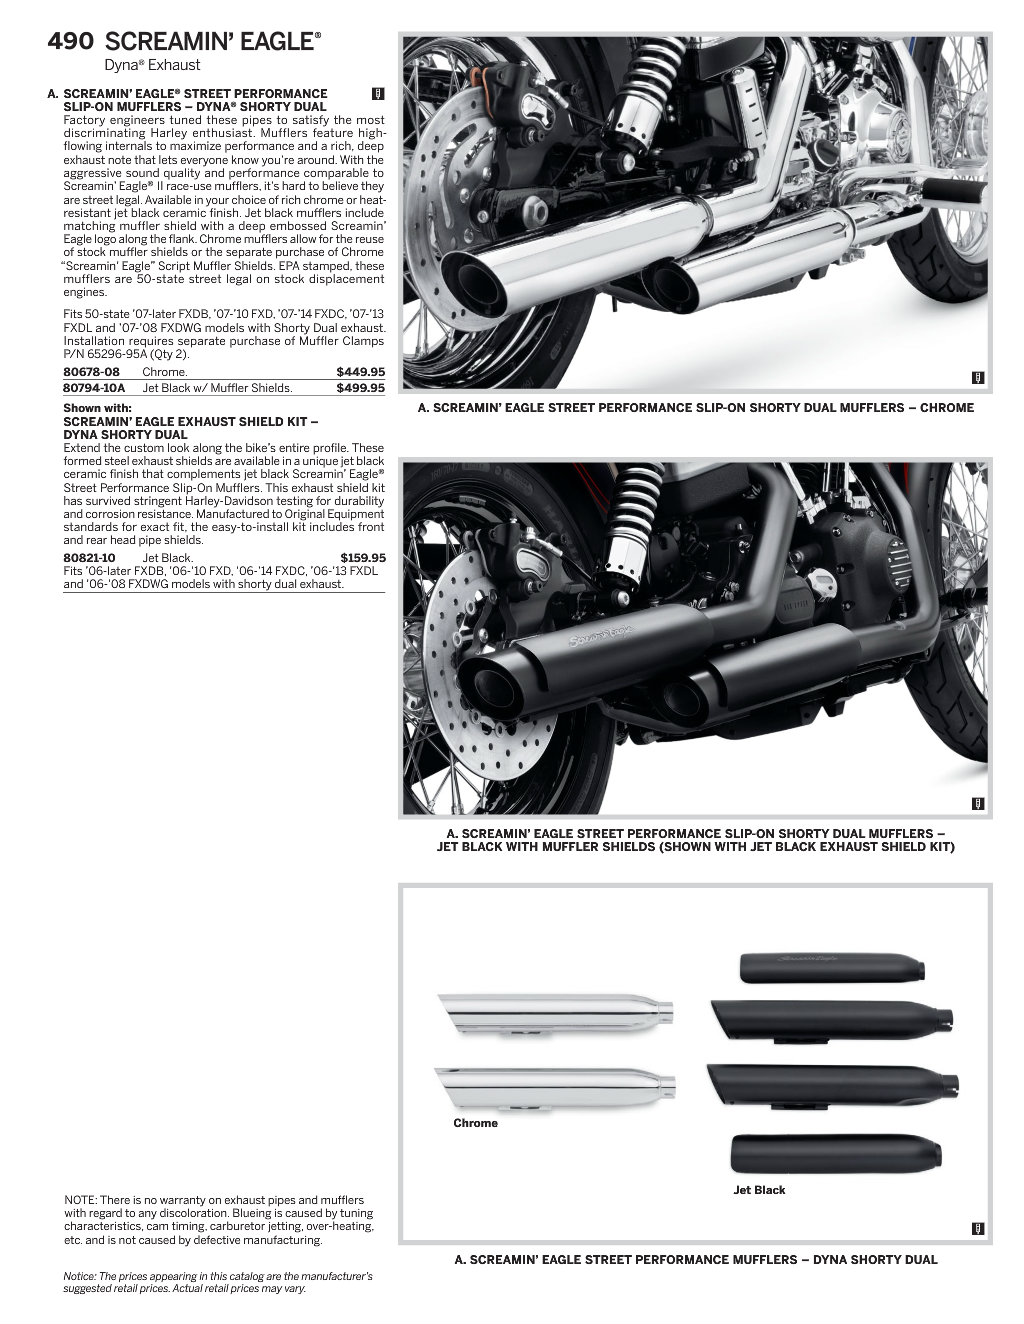 490 SCREAMIN’ EAGLE®
Dyna® Exhaust
A. SCREAMIN’ EAGLE® STREET PERFORMANCE
SLIP-ON MUFFLERS – DYNA® SHORTY DUAL
Factory engineers tuned these pipes to satisfy the most
discriminating Harley enthusiast. Mufflers feature high-
flowing internals to maximize performance and a rich, deep
exhaust note that lets everyone know you’re around. With the
aggressive sound quality and performance comparable to
Screamin’ Eagle® II race-use mufflers, it’s hard to believe they
are street legal. Available in your choice of rich chrome or heat-
resistant jet black ceramic finish. Jet black mufflers include
matching muffler shield with a deep embossed Screamin’
Eagle logo along the flank. Chrome mufflers allow for the reuse
of stock muffler shields or the separate purchase of Chrome
“Screamin’ Eagle” Script Muffler Shields. EPA stamped, these
mufflers are 50-state street legal on stock displacement
engines.
Fits 50-state ’07-later FXDB, ’07-’10 FXD, ’07-’14 FXDC, ’07-’13
FXDL and ’07-’08 FXDWG models with Shorty Dual exhaust.
Installation requires separate purchase of Muffler Clamps
P/N 65296-95A (Qty 2).
80678-08 Chrome. $449.95
80794-10A Jet Black w/ Muffler Shields. $499.95
Shown with:
SCREAMIN’ EAGLE EXHAUST SHIELD KIT –
DYNA SHORTY DUAL
Extend the custom look along the bike’s entire profile. These
formed steel exhaust shields are available in a unique jet black
ceramic finish that complements jet black Screamin’ Eagle®
Street Performance Slip-On Mufflers. This exhaust shield kit
has survived stringent Harley-Davidson testing for durability
and corrosion resistance. Manufactured to Original Equipment
standards for exact fit, the easy-to-install kit includes front
and rear head pipe shields.
80821-10 Jet Black. $159.95
Fits ’06-later FXDB, ’06-’10 FXD, ’06-’14 FXDC, ’06-’13 FXDL
and ’06-’08 FXDWG models with shorty dual exhaust.
NOTE: There is no warranty on exhaust pipes and mufflers
with regard to any discoloration. Blueing is caused by tuning
characteristics, cam timing, carburetor jetting, over-heating,
etc. and is not caused by defective manufacturing.
Notice: The prices appearing in this catalog are the manufacturer’s
suggested retail prices. Actual retail prices may vary.
A. SCREAMIN’ EAGLE STREET PERFORMANCE SLIP-ON SHORTY DUAL MUFFLERS – CHROME
Screamin' Eagle
A. SCREAMIN’ EAGLE STREET PERFORMANCE SLIP-ON SHORTY DUAL MUFFLERS –
JET BLACK WITH MUFFLER SHIELDS (SHOWN WITH JET BLACK EXHAUST SHIELD KIT)
Screamin' Eagle
Chrome
Jet Black
A. SCREAMIN’ EAGLE STREET PERFORMANCE MUFFLERS – DYNA SHORTY DUAL